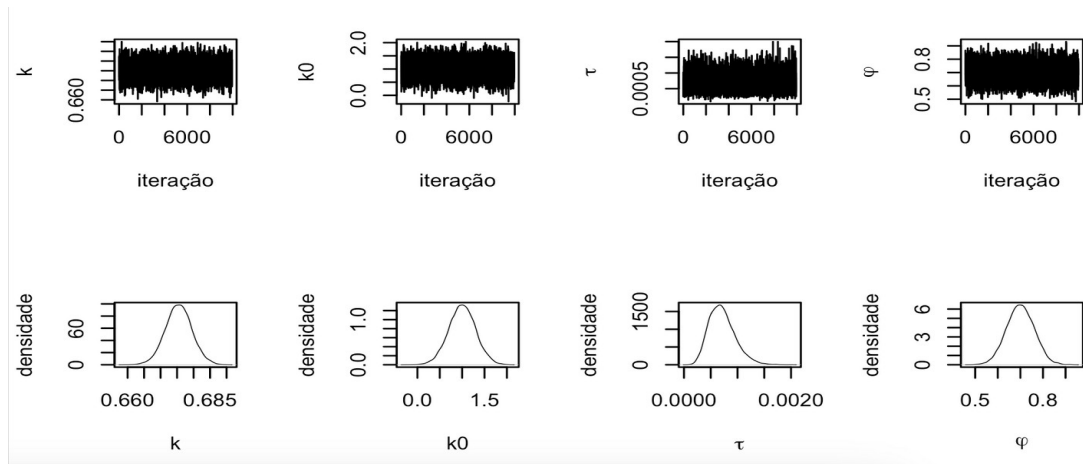 k
0.660
0 6000
iteração
k0
0.0 2.0
0 6000
iteração
τ
0.0005
0 6000
iteração
φ
0.5 0.8
0 6000
iteração
densidade
0 60
0.660 0.685
k
densidade
0.0 1.0
0.0 1.5
k0
densidade
0 1500
0.0000 0.0020
τ
densidade
0 3 6
0.5 0.8
φ